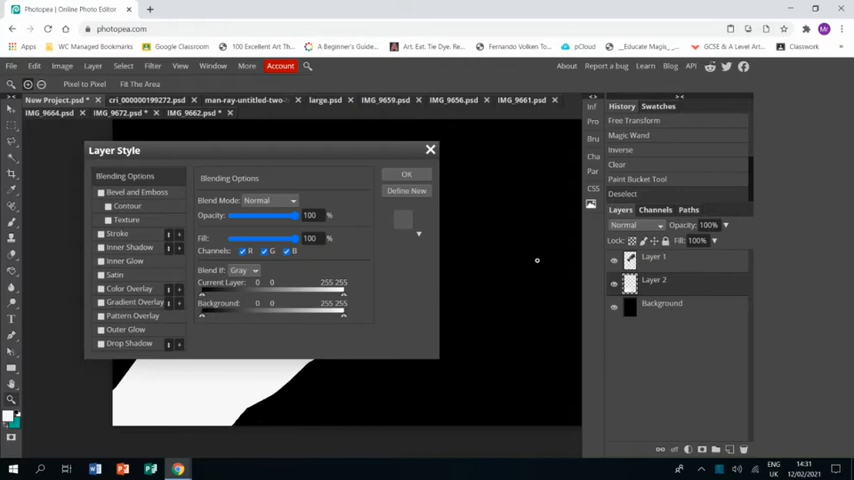 Photopea | Online Photo Editor
photopea.com
Mr
Apps
WC Managed Bookmarks
Google Classroom
100 Excellent Art Th...
A Beginner's Guide...
Art. Eat. Tie Dye. Rest...
Fernando Volken To...
pCloud
__Educate Magis_-...
GCSE & A Level Art...
Classwork
File Edit Image Layer Select Filter View Window More Account
About Report a bug Learn Blog API
Pixel to Pixel Fit The Area
New Project.psd * cri_000000199272.psd man-ray-untitled-two- large.psd IMG_9659.psd IMG_9656.psd IMG_9661.psd
IMG_9664.psd IMG_9672.psd * IMG_9662.psd *
Inf
Pro
Bru
Cha
Par
CSS
History Swatches
Free Transform
Magic Wand
Inverse
Clear
Paint Bucket Tool
Deselect
Layers Channels Paths
Normal Opacity: 100%
Lock: Fill: 100%
Layer 1
Layer 2
Background
Layer Style
Blending Options
Bevel and Emboss
Contour
Texture
Stroke
Inner Shadow
Inner Glow
Satin
Color Overlay
Gradient Overlay
Pattern Overlay
Outer Glow
Drop Shadow
Blending Options
Blend Mode: Normal
Opacity: 100 %
Fill: 100 %
Channels: R G B
Blend If: Gray
Current Layer: 0 0 255 255
Background: 0 0 255 255
OK
Define New
ENG
UK
14:31
12/02/2021